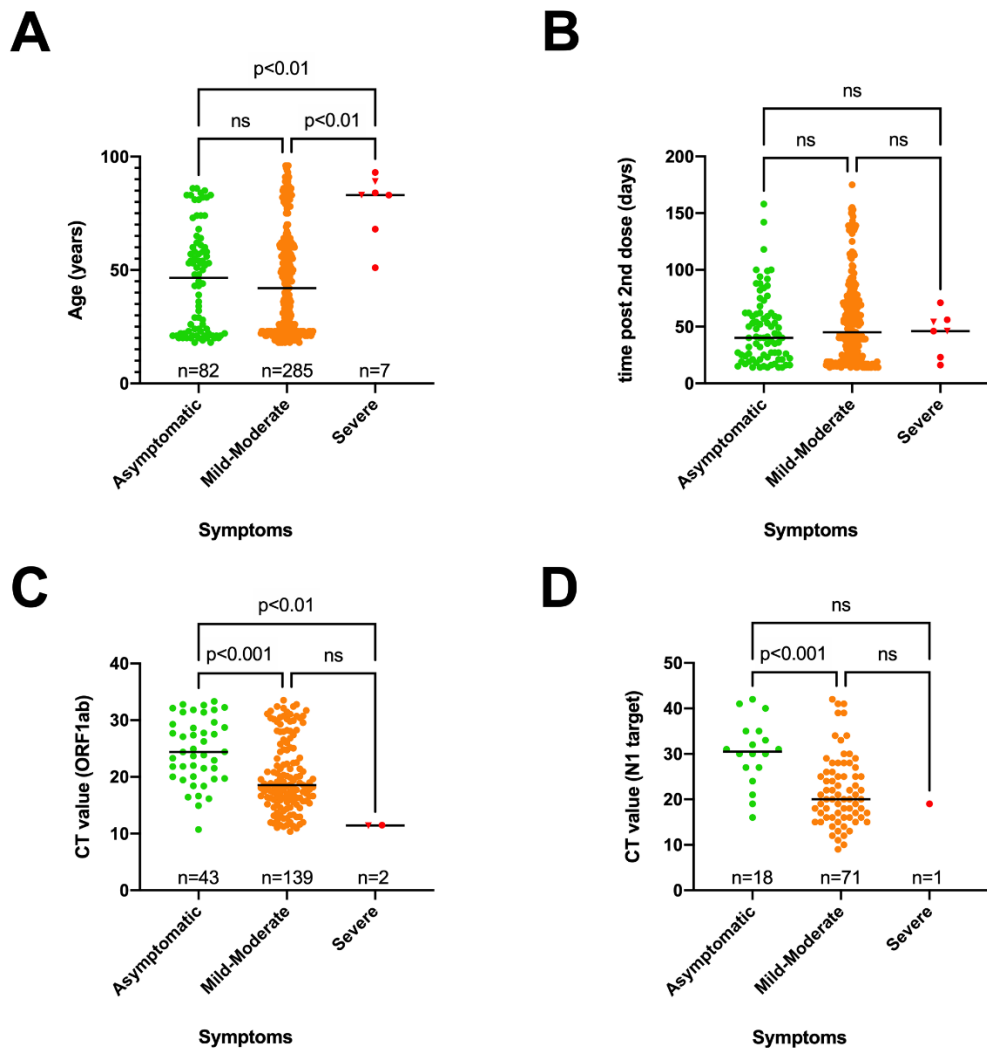 A
p<0.01
ns
p<0.01
Age (years)
100
50
0
n=82
n=285
n=7
Asymptomatic
Mild-Moderate
Severe
Symptoms
B
ns
ns
ns
time post 2nd dose (days)
200
150
100
50
0
Asymptomatic
Mild-Moderate
Severe
Symptoms
C
p<0.01
p<0.001
ns
CT value (ORF1ab)
40
30
20
10
0
n=43
n=139
n=2
Asymptomatic
Mild-Moderate
Severe
Symptoms
D
ns
p<0.001
ns
CT value (N1 target)
50
40
30
20
10
0
n=18
n=71
n=1
Asymptomatic
Mild-Moderate
Severe
Symptoms